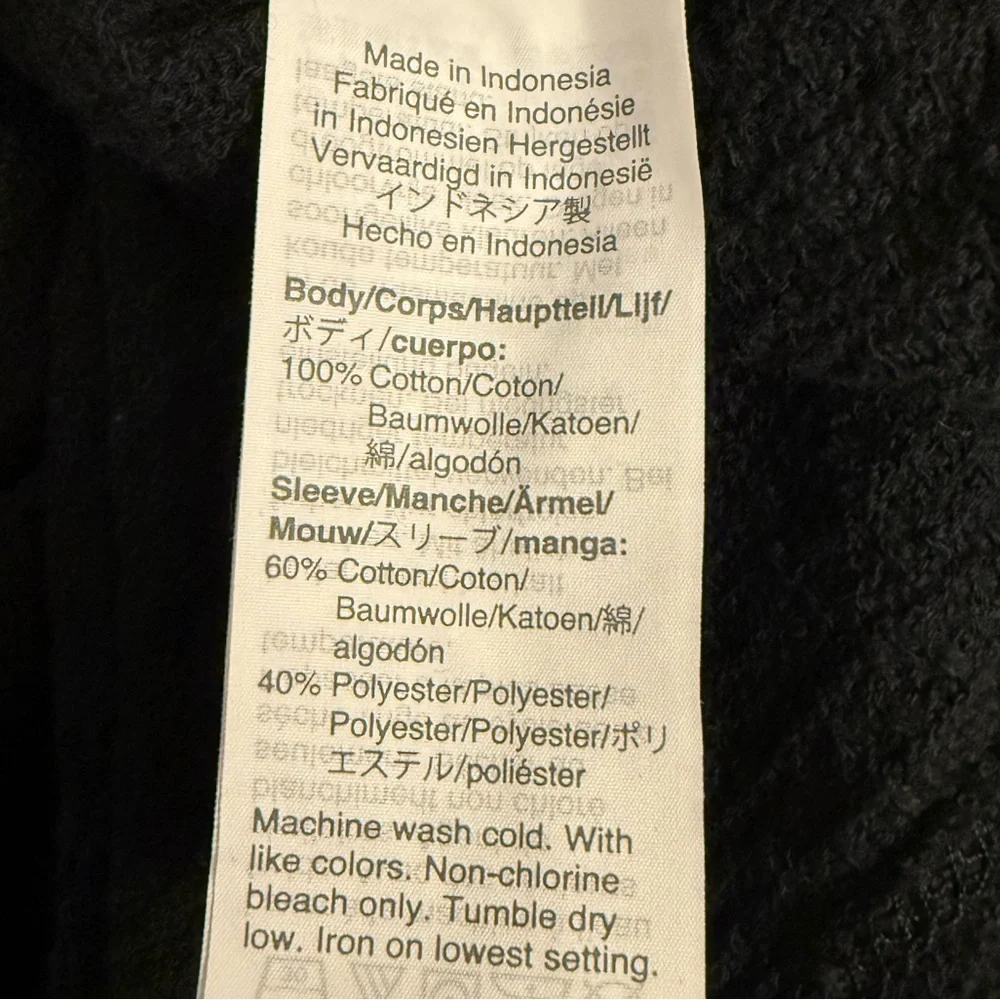 Made in Indonesia
Fabriqué en Indonésie
in Indonesien Hergestellt
Vervaardigd in Indonesië
インドネシア製
Hecho en Indonesia
Body/Corps/Haupttell/Lijf/
ボディ/cuerpo:
100% Cotton/Coton/
Baumwolle/Katoen/
綿/algodón
Sleeve/Manche/Ärmel/
Mouw/スリーブ/manga:
60% Cotton/Coton/
Baumwolle/Katoen/綿/
algodón
40% Polyester/Polyester/
Polyester/Polyester/ポリ
エステル/poliéster
Machine wash cold. With
like colors. Non-chlorine
bleach only. Tumble dry
low. Iron on lowest setting.
30